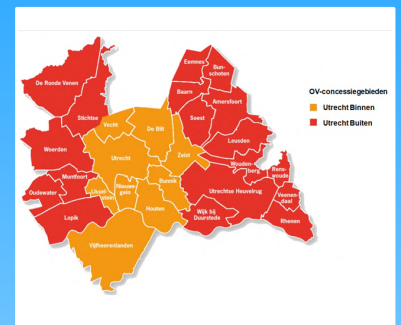 OV-concessiegebieden
Utrecht Binnen
Utrecht Buiten
Eemnes
Bun-
schoten
De Ronde Venen
Baarn
Amersfoort
Stichtse
Vecht
De Bilt
Soest
Woerden
Utrecht
Zeist
Leusden
Wouden-
berg
Rens-
woude
Montfoort
Oudewater
IJssel-
stein
Nieuwe-
gein
Bunnik
Utrechtse Heuvelrug
Veenen-
daal
Lopik
Houten
Wijk bij
Duurstede
Rhenen
Vijfheerenlanden